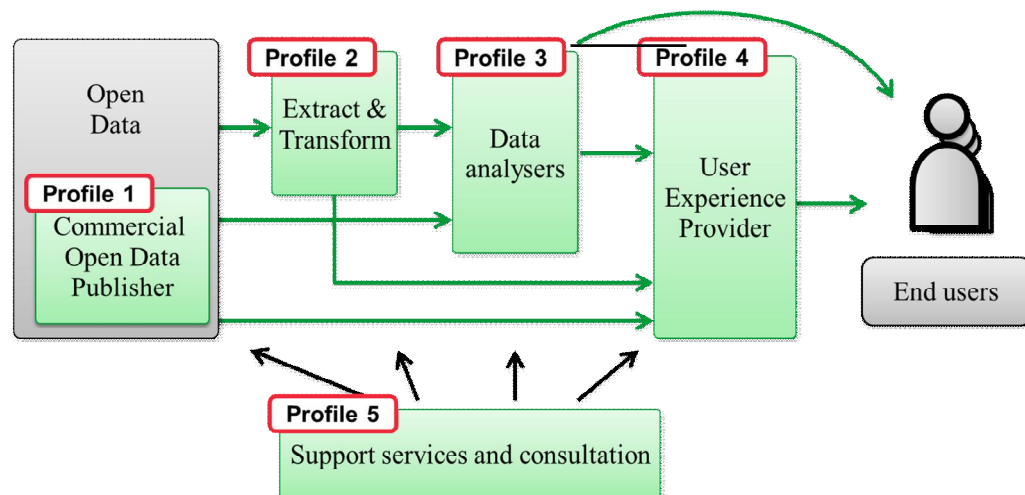 Open
Data
Profile 1
Commercial
Open Data
Publisher
Profile 2
Extract &
Transform
Profile 3
Data
analysers
Profile 4
User
Experience
Provider
End users
Profile 5
Support services and consultation